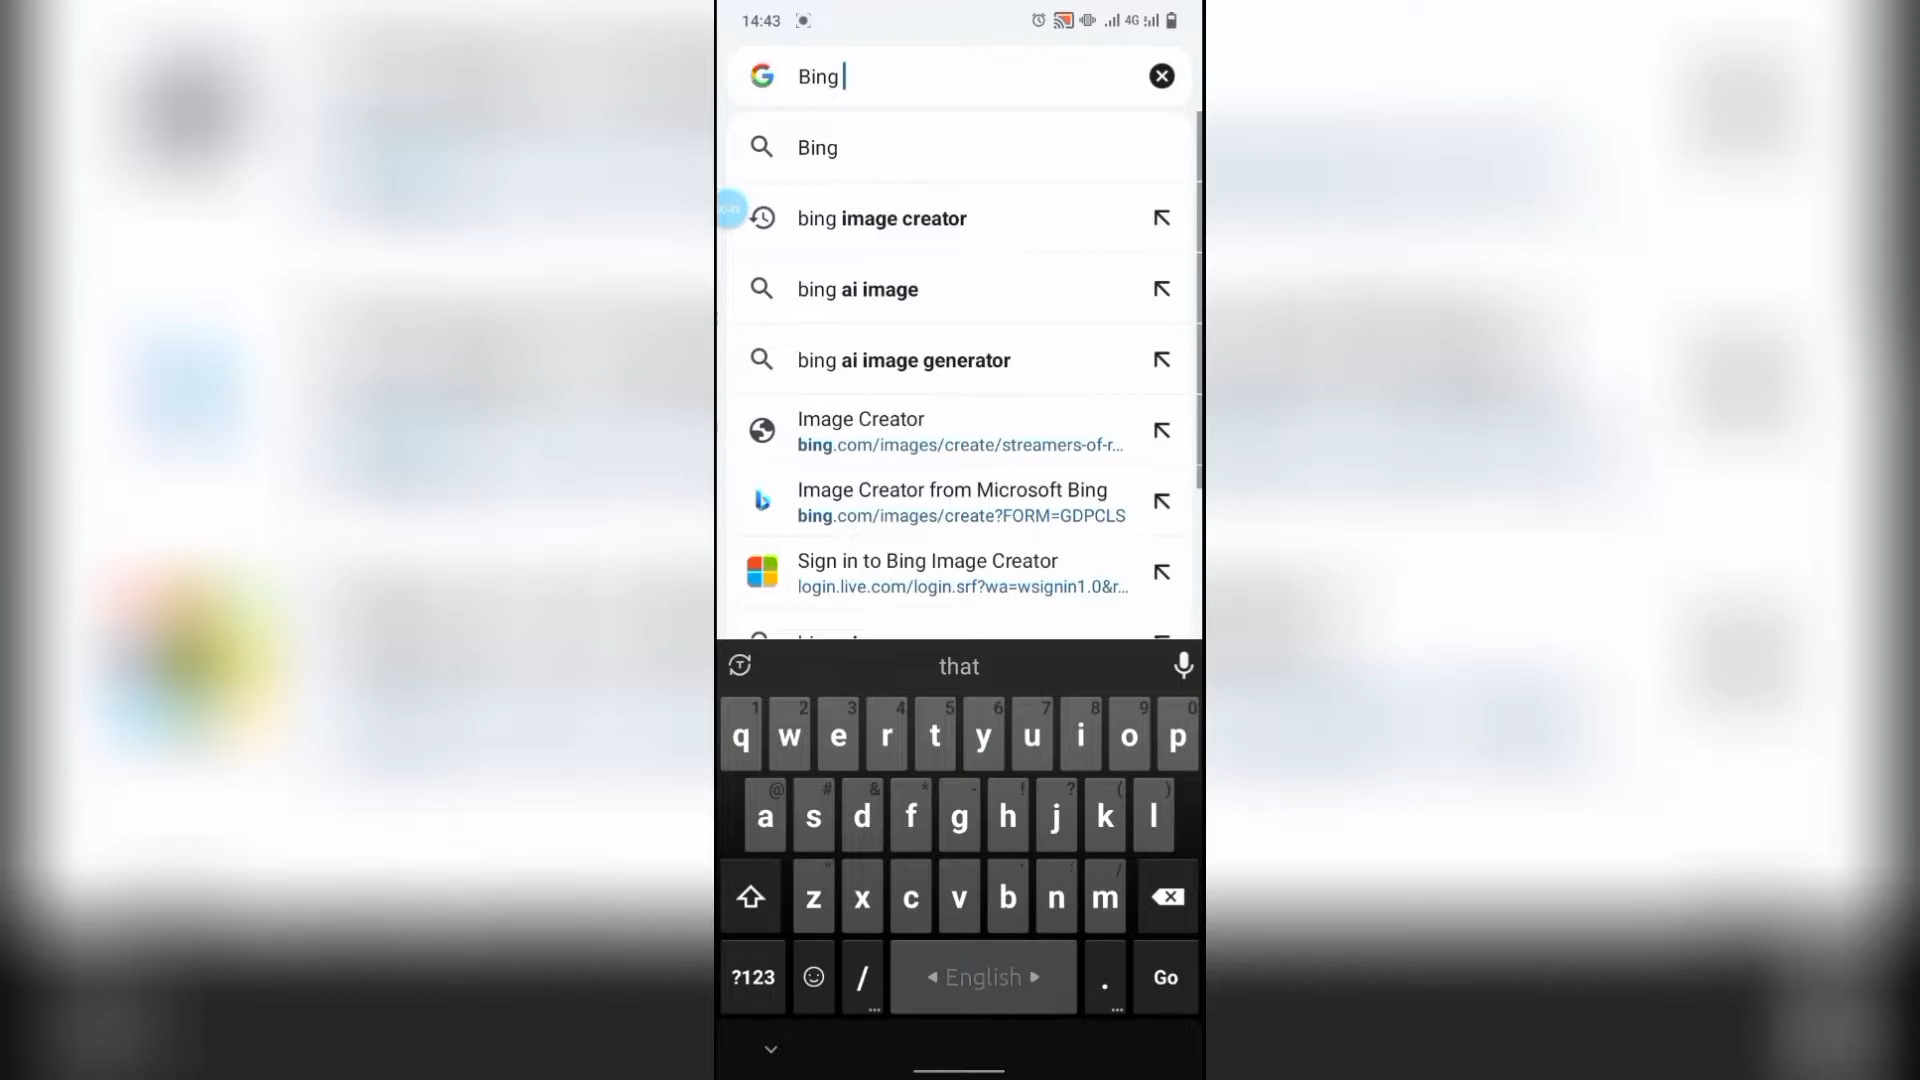 14:43
4G
Bing
Bing
00:43
bing image creator
bing ai image
bing ai image generator
Image Creator
bing.com/images/create/streamers-of-r...
Image Creator from Microsoft Bing
bing.com/images/create?FORM=GDPCLS
Sign in to Bing Image Creator
login.live.com/login.srf?wa=wsignin1.0&r...
that
1 2 3 4 5 6 7 8 9 0
q w e r t y u i o p
@ # & * - ! ? ( )
a s d f g h j k l
z x c v b n m
?123 / English . Go